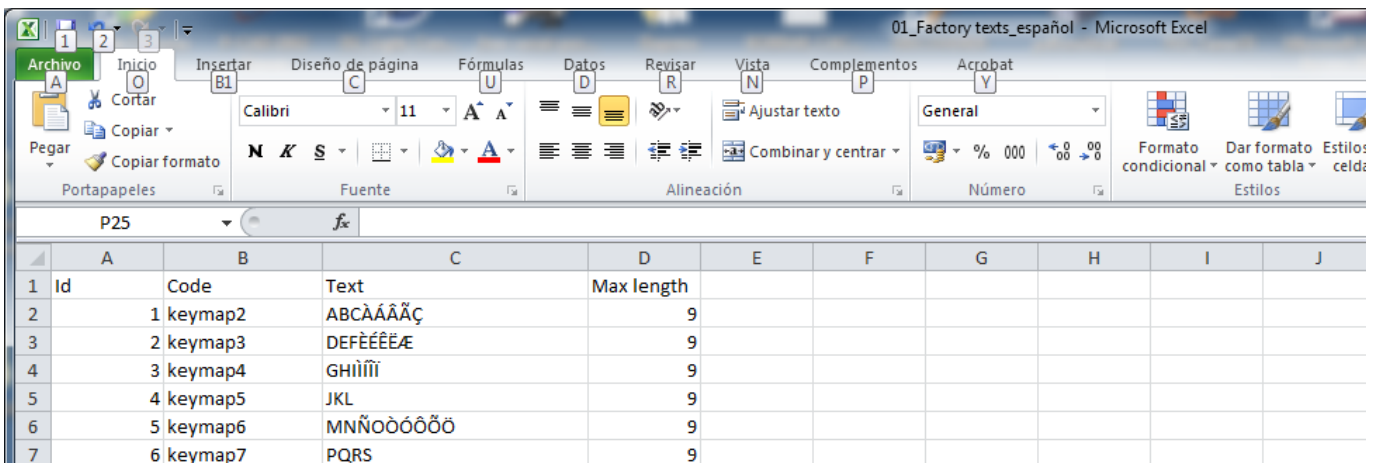 01_Factory texts_español - Microsoft Excel
1 2 3
Archivo Inicio Insertar Diseño de página Fórmulas Datos Revisar Vista Complementos Acrobat
A O B1 C U D R N P Y
Cortar
Copiar
Copiar formato
Pegar
Portapapeles
Calibri 11 A A
N K S A
Fuente
Ajustar texto
Combinar y centrar
Alineación
General
% 000
Número
Formato condicional
Dar formato como tabla
Estilos
Estilos
P25 fx
A B C D E F G H I J
1 Id Code Text Max length
2 1 keymap2 ABCÀÁÂÃÇ 9
3 2 keymap3 DEFÈÉÊËÆ 9
4 3 keymap4 GHIÌÍÎÏ 9
5 4 keymap5 JKL 9
6 5 keymap6 MNÑOÒÓÔÕÖ 9
7 6 keymap7 PQRS 9